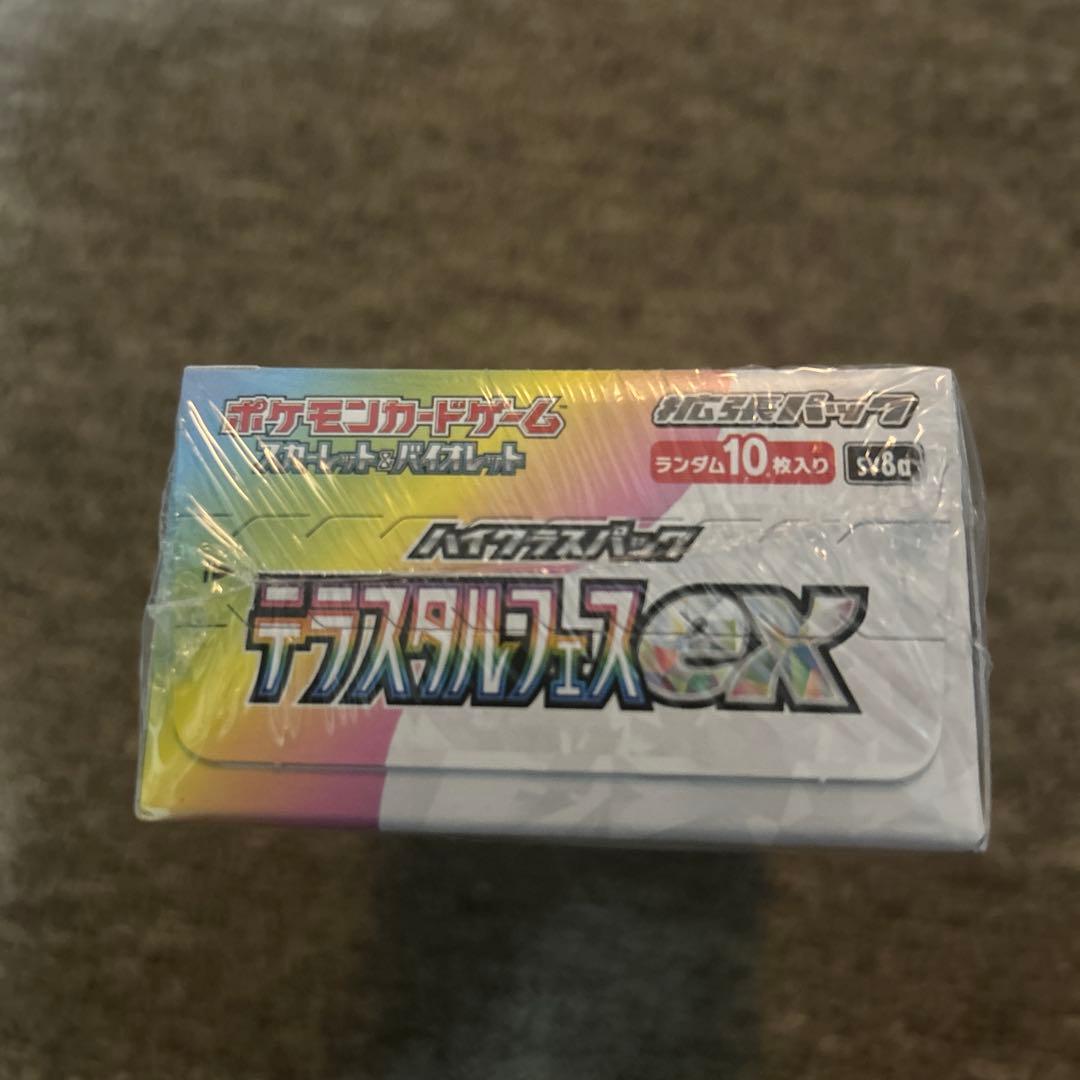 ポケモンカードゲーム
スカーレット&バイオレット
拡張パック
ランダム10枚入り sv8a
ハイクラスパック
テラスタルフェスex